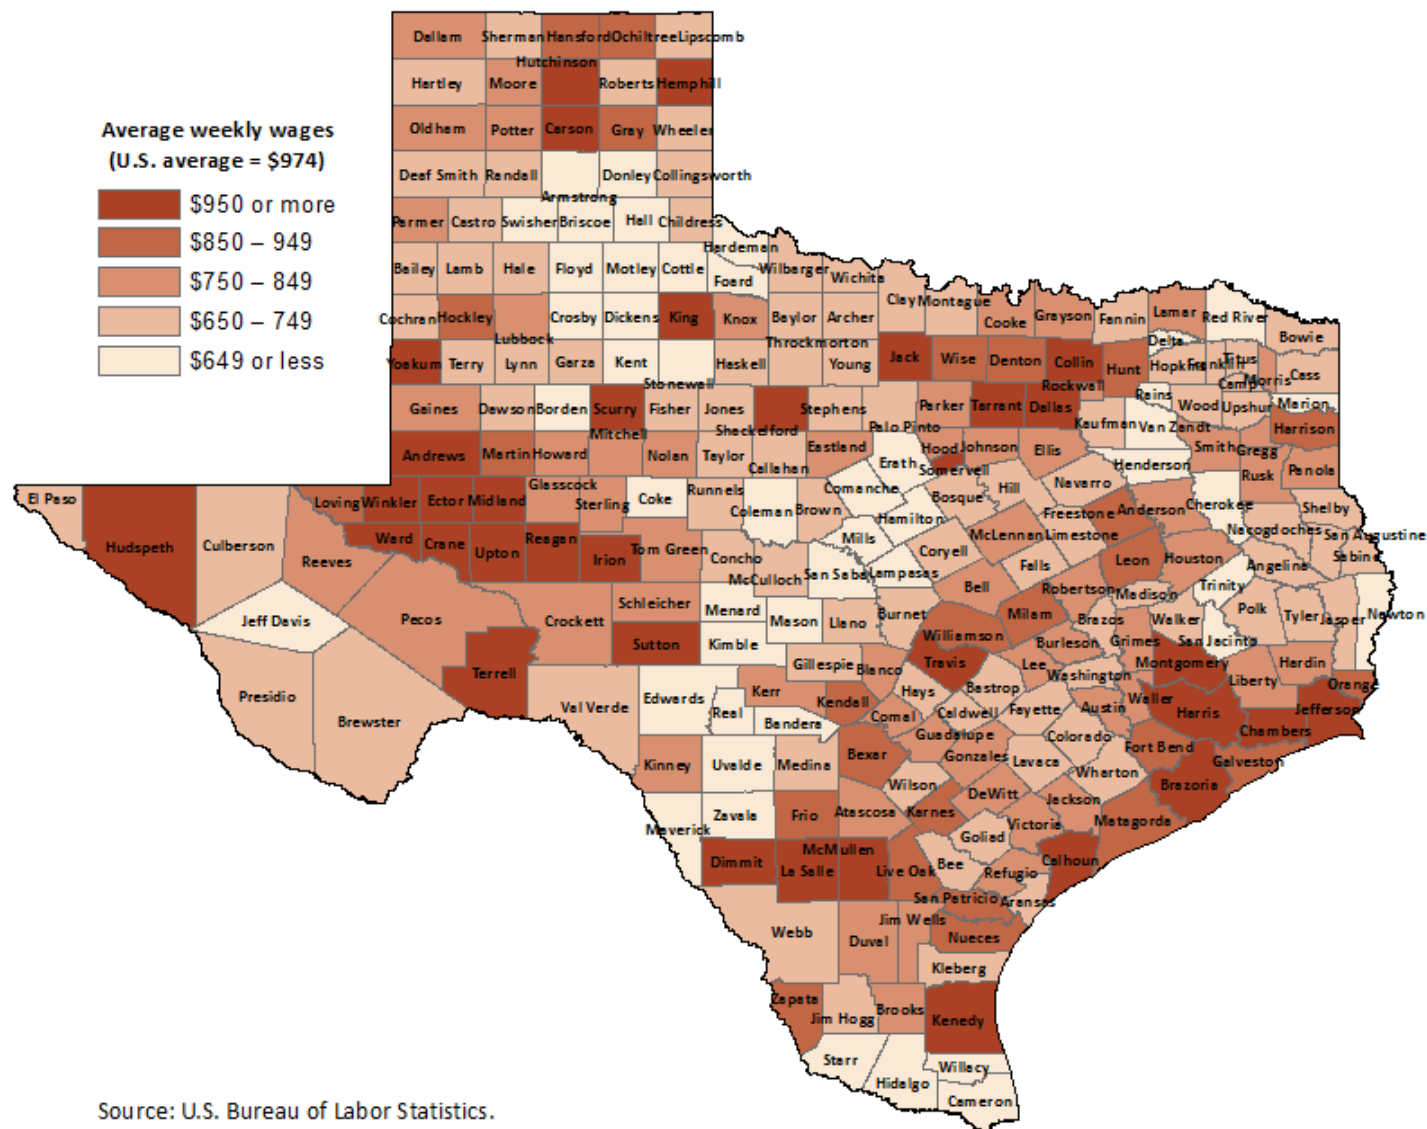 Average weekly wages
(U.S. average = $974)
$950 or more
$850 – 949
$750 – 849
$650 – 749
$649 or less
Dallam Sherman Hansford Ochiltree Lipscomb
Hutchinson
Hartley Moore Roberts Hemphill
Oldham Potter Carson Gray Wheeler
Deaf Smith Randall Donley Collingsworth
Armstrong
Parmer Castro Swisher Briscoe Hall Childress
Hardeman
Bailey Lamb Hale Floyd Motley Cottle Foard Wilbarger Wichita
Clay Montague Cooke Grayson Fannin Lamar Red River Bowie
Cochran Hockley Lubbock Crosby Dickens King Knox Baylor Archer
Throckmorton
Delta
Yoakum Terry Lynn Garza Kent Haskell Young Jack Wise Denton Collin Hunt Hopkins Franklin Titus Cass
Stonewall
Rockwall Camp Morris
Rains Marion
Gaines Dawson Borden Scurry Fisher Jones Stephens Palo Pinto Parker Tarrant Dallas Kaufman Van Zandt Wood Upshur Harrison
Mitchell Shackelford
Andrews Martin Howard Nolan Taylor Callahan Eastland Erath Hood Johnson Ellis Henderson Smith Gregg Rusk Panola
Somervell
El Paso Loving Winkler Ector Midland Glasscock Sterling Coke Runnels Coleman Brown Comanche Bosque Hill Navarro Cherokee Shelby
Hamilton Freestone Anderson Nacogdoches San Augustine
Hudspeth Culberson Reeves Ward Crane Upton Reagan Irion Tom Green Concho Mills Coryell McLennan Limestone Leon Houston Angelina Sabine
McCulloch San Saba Lampasas Falls Trinity
Jeff Davis Pecos Crockett Schleicher Menard Mason Llano Burnet Bell Milam Robertson Madison Walker Polk Tyler Jasper Newton
Brazos San Jacinto
Terrell Sutton Kimble Gillespie Blanco Williamson Burleson Grimes Montgomery Hardin
Travis Lee Washington Liberty Orange
Presidio Brewster Val Verde Edwards Real Kerr Kendall Hays Bastrop Fayette Austin Waller Harris Jefferson
Bandera Comal Caldwell Colorado Chambers
Guadalupe Fort Bend
Kinney Uvalde Medina Bexar Gonzales Lavaca Wharton Galveston
Wilson Brazoria
Maverick Zavala Frio Atascosa Karnes DeWitt Jackson Matagorda
Goliad Victoria
Dimmit La Salle McMullen Live Oak Bee Refugio Calhoun
San Patricio Aransas
Webb Duval Jim Wells Nueces
Kleberg
Zapata Jim Hogg Brooks Kenedy
Starr Hidalgo Willacy
Cameron
Source: U.S. Bureau of Labor Statistics.